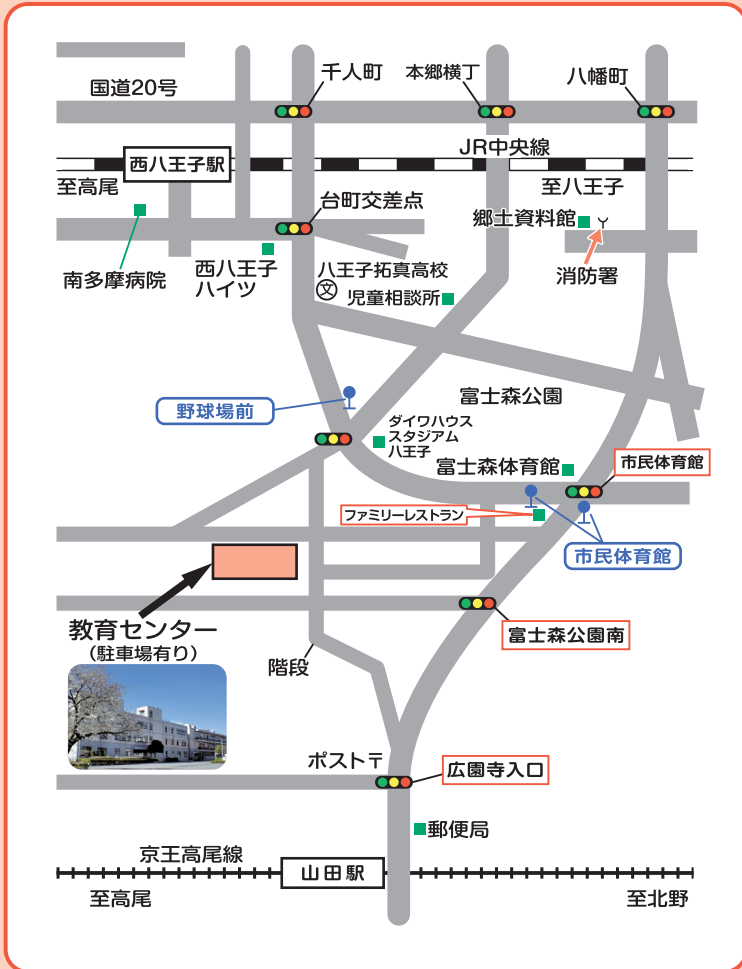 千人町
本郷横丁
八幡町
国道20号
JR中央線
西八王子駅
至高尾
至八王子
台町交差点
郷土資料館
南多摩病院
西八王子
ハイツ
八王子拓真高校
文
児童相談所
消防署
富士森公園
野球場前
ダイワハウス
スタジアム
八王子
富士森体育館
市民体育館
ファミリーレストラン
市民体育館
教育センター
(駐車場有り)
富士森公園南
階段
ポスト〒
広園寺入口
郵便局
京王高尾線
山田駅
至高尾
至北野